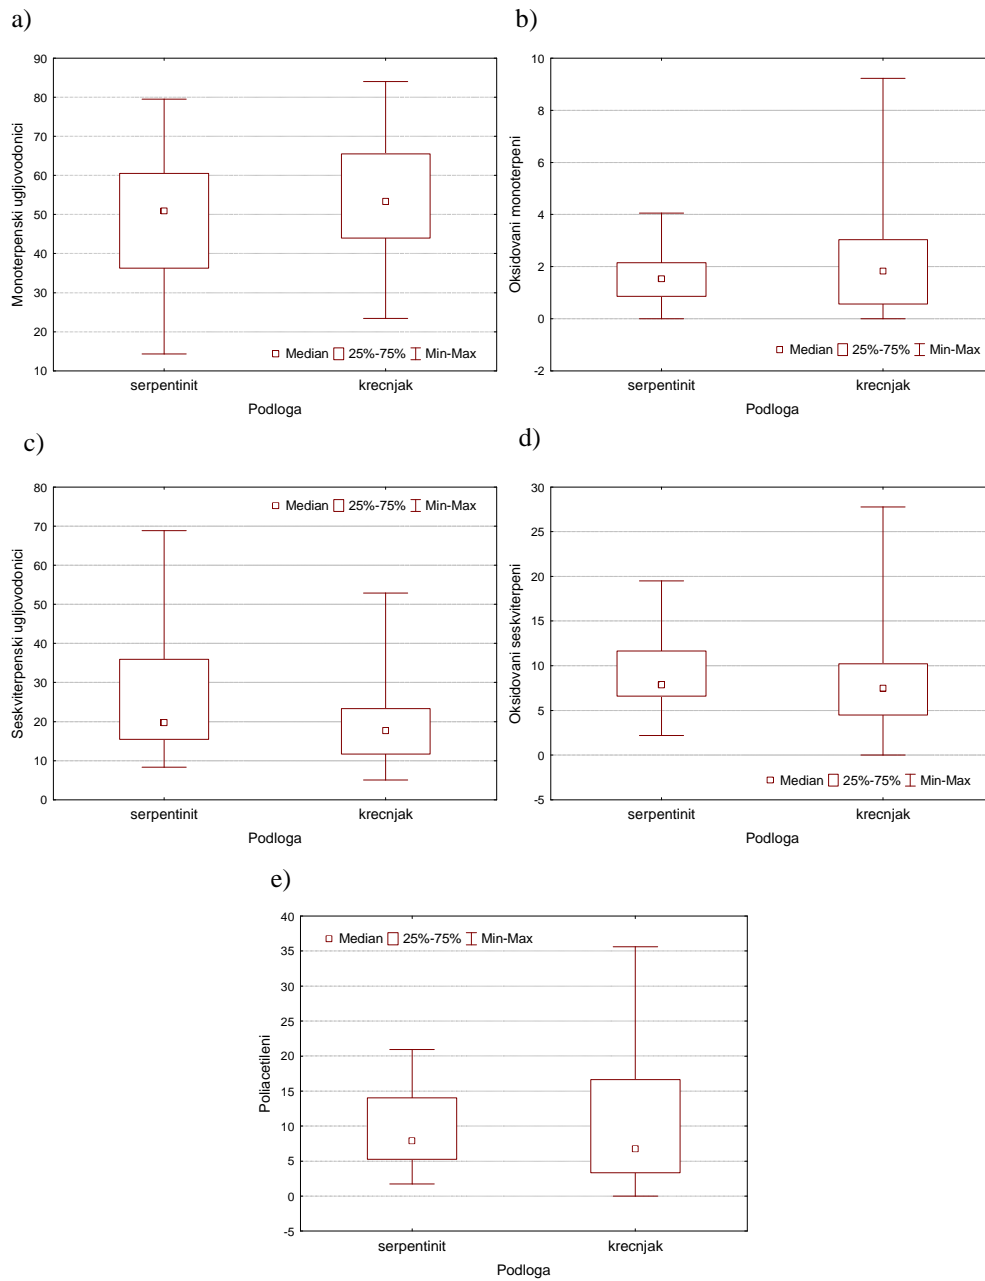 a)
90
80
70
60
50
40
30
20
10
Monoterpenski ugljovodonici
Median 25%-75% Min-Max
serpentinit krecnjak
Podloga
b)
10
8
6
4
2
0
-2
Oksidovani monoterpeni
Median 25%-75% Min-Max
serpentinit krecnjak
Podloga
c)
80
70
60
50
40
30
20
10
0
Seskviterpenski ugljovodonici
Median 25%-75% Min-Max
serpentinit krecnjak
Podloga
d)
30
25
20
15
10
5
0
-5
Oksidovani seskviterpeni
Median 25%-75% Min-Max
serpentinit krecnjak
Podloga
e)
40
35
30
25
20
15
10
5
0
-5
Poliacetileni
Median 25%-75% Min-Max
serpentinit krecnjak
Podloga